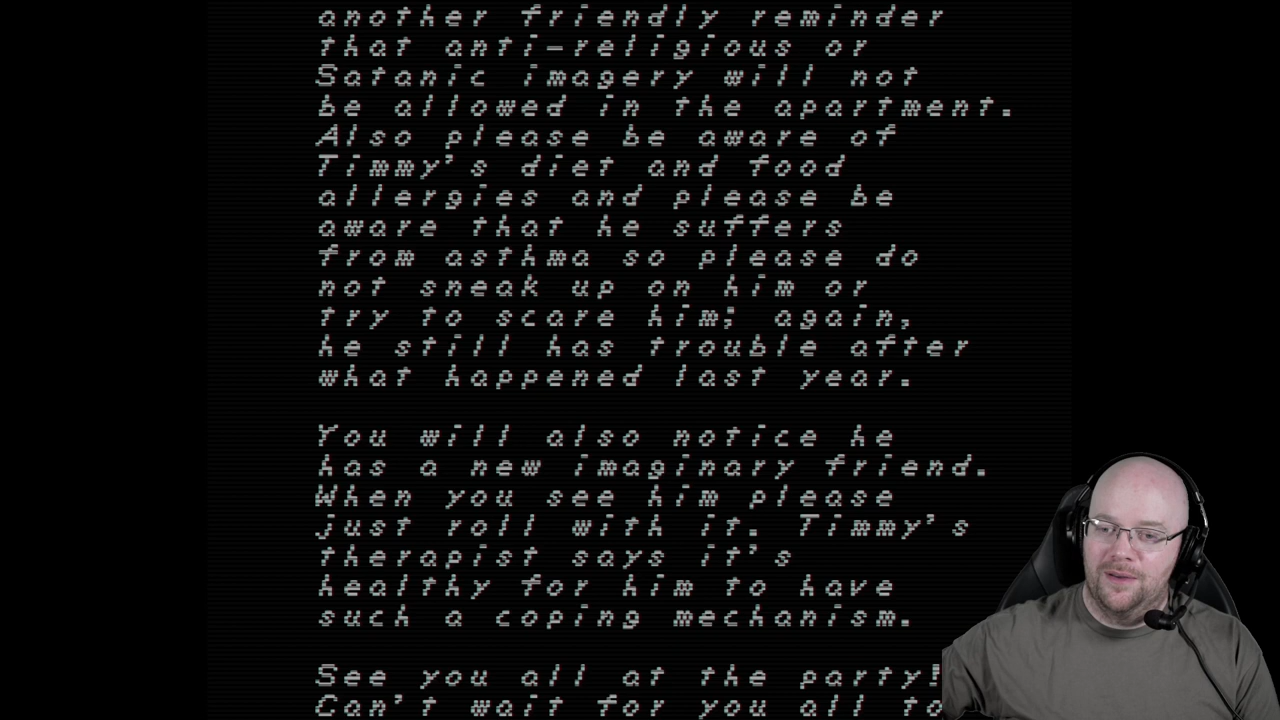 another friendly reminder
that anti-religious or
Satanic imagery will not
be allowed in the apartment.
Also please be aware of
Timmy's diet and food
allergies and please be
aware that he suffers
from asthma so please do
not sneak up on him or
try to scare him; again,
he still has trouble after
what happened last year.
You will also notice he
has a new imaginary friend.
When you see him please
just roll with it. Timmy's
therapist says it's
healthy for him to have
such a coping mechanism.
See you all at the party!
Can't wait for you all to